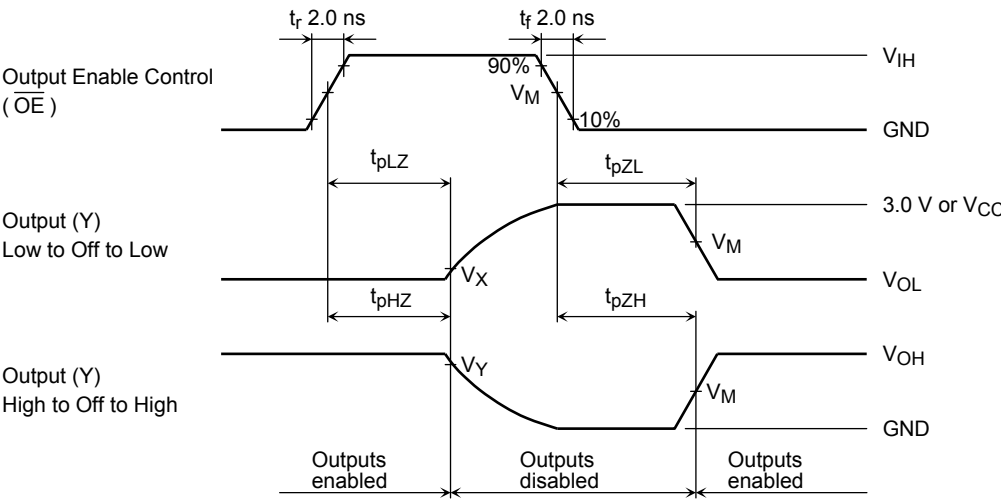 tr 2.0 ns
tf 2.0 ns
Output Enable Control
( OE )
90%
VM
10%
VIH
GND
tpLZ
tpZL
Output (Y)
Low to Off to Low
3.0 V or VCC
VM
VX
VOL
tpHZ
tpZH
Output (Y)
High to Off to High
VY
VOH
VM
GND
Outputs
enabled
Outputs
disabled
Outputs
enabled